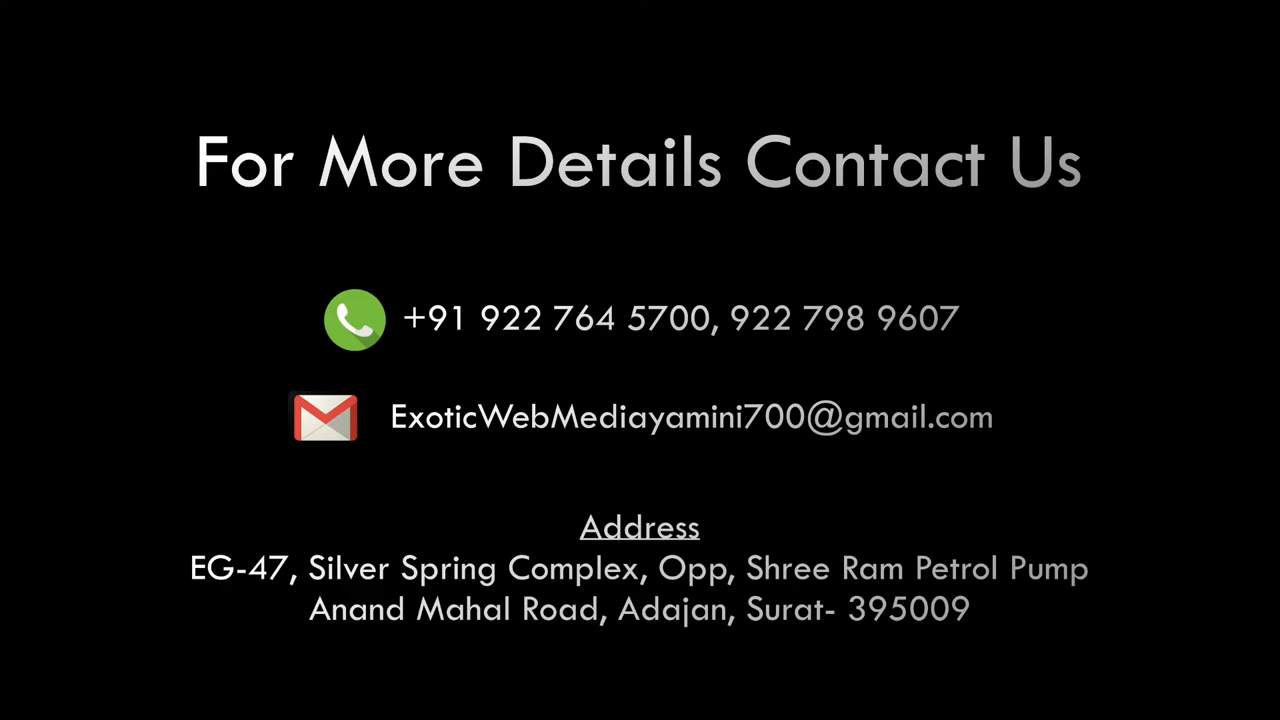 For More Details Contact Us
+91 922 764 5700, 922 798 9607
ExoticWebMediayamini700@gmail.com
Address
EG-47, Silver Spring Complex, Opp, Shree Ram Petrol Pump
Anand Mahal Road, Adajan, Surat- 395009